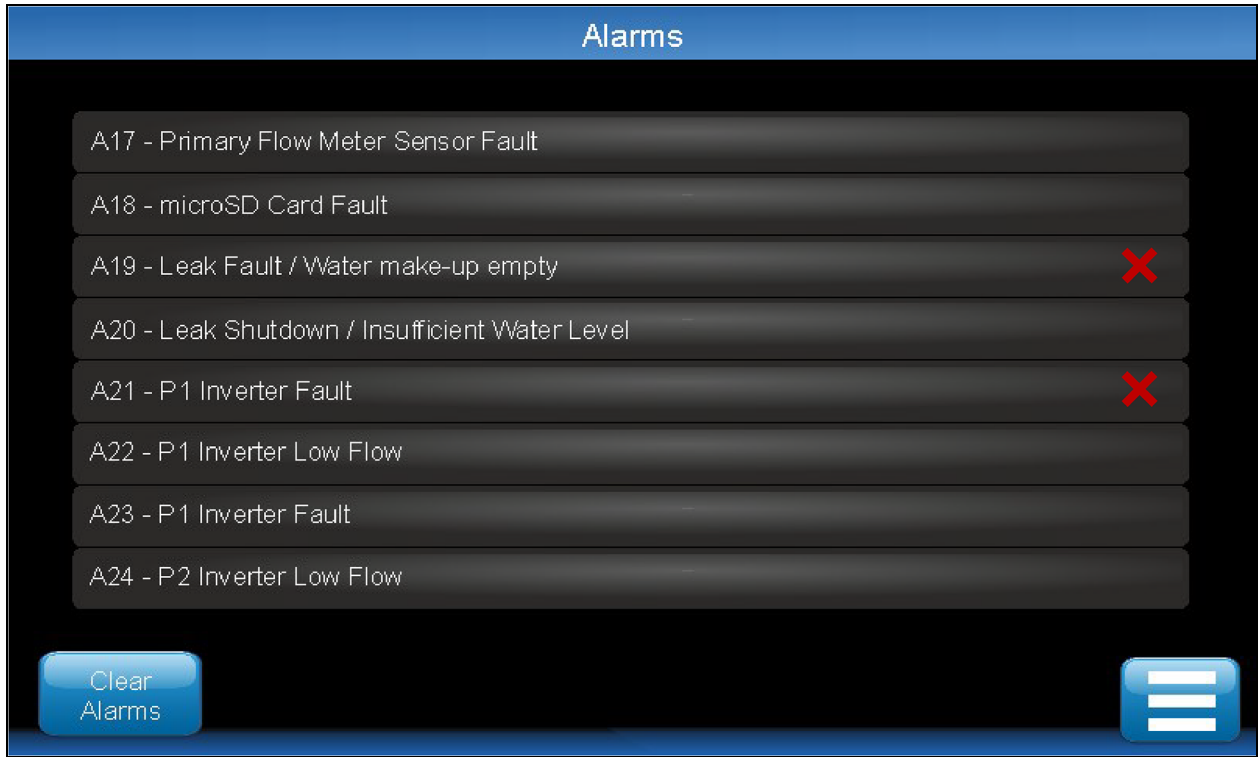 Alarms
A17 - Primary Flow Meter Sensor Fault
A18 - microSD Card Fault
A19 - Leak Fault / Water make-up empty
A20 - Leak Shutdown / Insufficient Water Level
A21 - P1 Inverter Fault
A22 - P1 Inverter Low Flow
A23 - P1 Inverter Fault
A24 - P2 Inverter Low Flow
Clear
Alarms